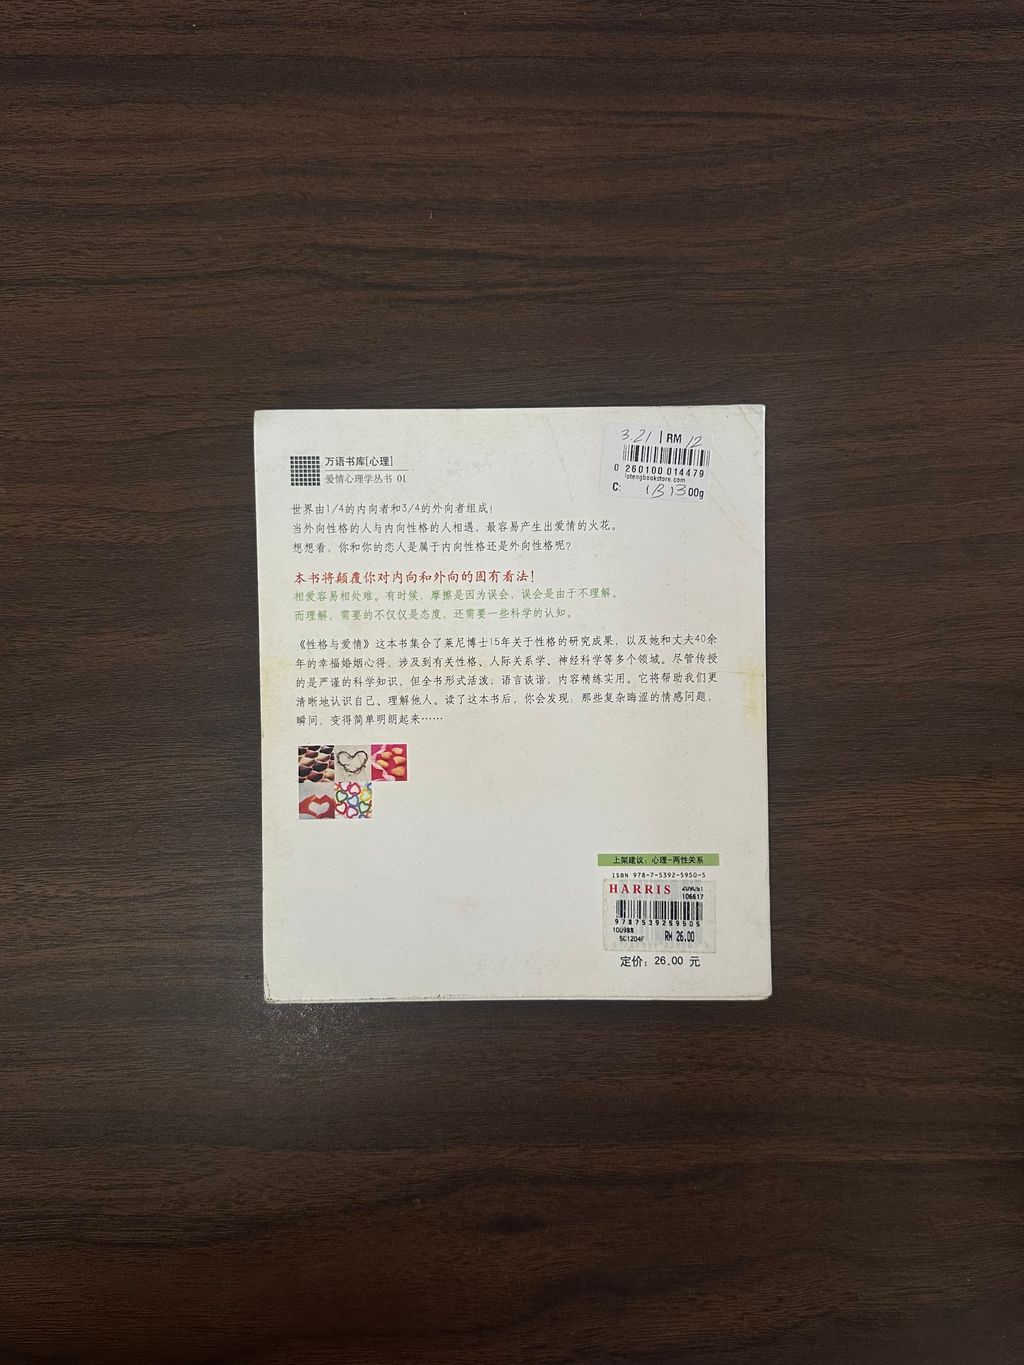 万语书库[心理]
爱情心理学丛书 01
3.21 RM 12
0 260100 014479
lotengbookstore.com
C: 00g
世界由1/4的内向者和3/4的外向者组成!
当外向性格的人与内向性格的人相遇，最容易产生出爱情的火花。
想想看，你和你的恋人是属于内向性格还是外向性格呢?
本书将颠覆你对内向和外向的固有看法!
相爱容易相处难。有时候，摩擦是因为误会，误会是由于不理解。
而理解，需要的不仅仅是态度，还需要一些科学的认知。
《性格与爱情》这本书集合了莱尼博士15年关于性格的研究成果，以及她和丈夫40余
年的幸福婚姻心得，涉及到有关性格、人际关系学、神经科学等多个领域。尽管传授
的是严谨的科学知识，但全书形式活泼；语言诙谐，内容精练实用。它将帮助我们更
清晰地认识自己、理解他人。读了这本书后，你会发现：那些复杂晦涩的情感问题，
瞬间，变得简单明朗起来……
上架建议：心理—两性关系
ISBN 978-7-5392-5950-5
HARRIS
106617
9787539259505
100988
SC1204F RM 26.00
定价：26.00 元